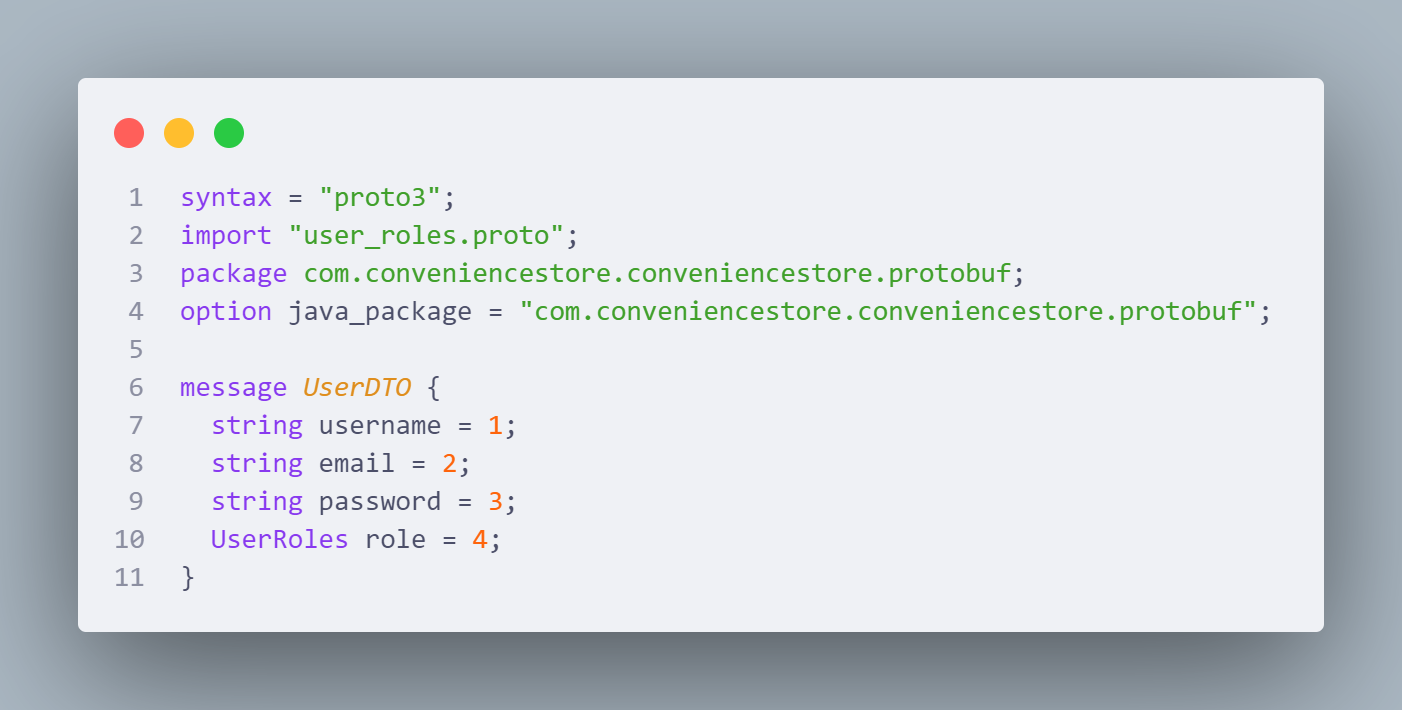 1 syntax = "proto3";
2 import "user_roles.proto";
3 package com.conveniencestore.conveniencestore.protobuf;
4 option java_package = "com.conveniencestore.conveniencestore.protobuf";
5
6 message UserDTO {
7   string username = 1;
8   string email = 2;
9   string password = 3;
10   UserRoles role = 4;
11 }